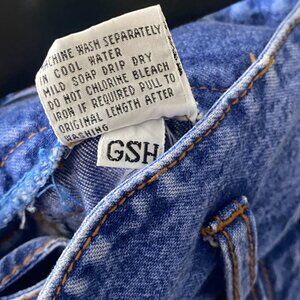 MACHINE WASH SEPARATELY
IN COOL WATER
MILD SOAP DRIP DRY
DO NOT CHLORINE BLEACH
IRON IF REQUIRED PULL TO
ORIGINAL LENGTH AFTER
WASHING
GSH